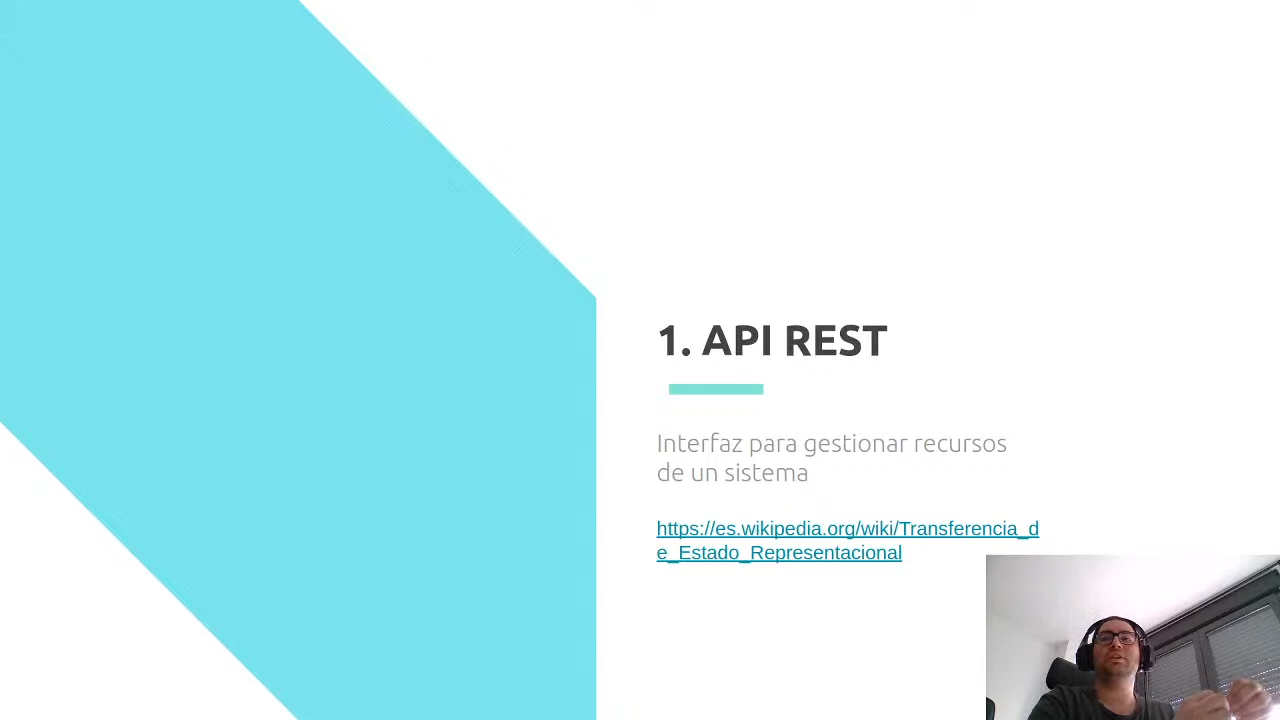 1. API REST
Interfaz para gestionar recursos
de un sistema
https://es.wikipedia.org/wiki/Transferencia_d
e_Estado_Representacional